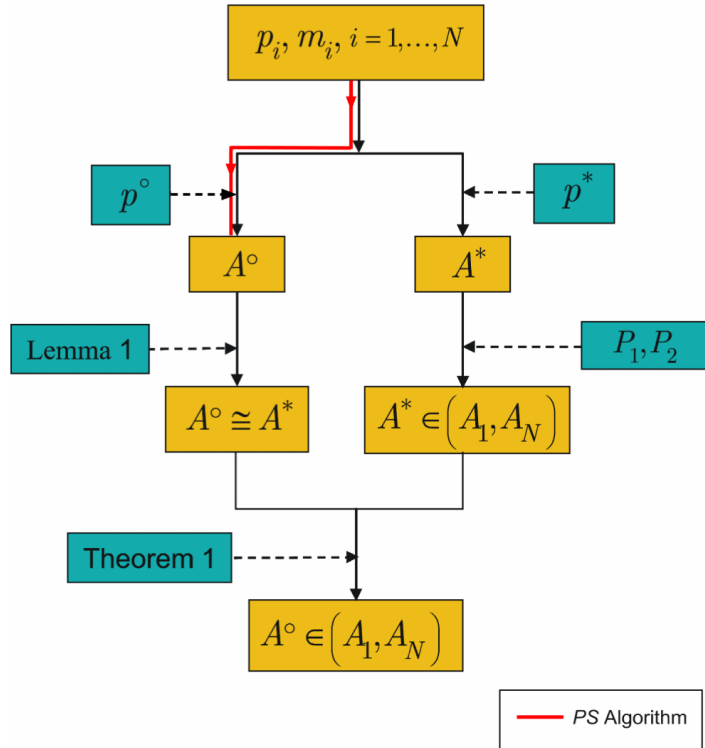 p_i, m_i, i = 1,..., N
p° p*
A° A*
Lemma 1 P_1, P_2
A° ≅ A* A* ∈ (A_1, A_N)
Theorem 1
A° ∈ (A_1, A_N)
PS Algorithm